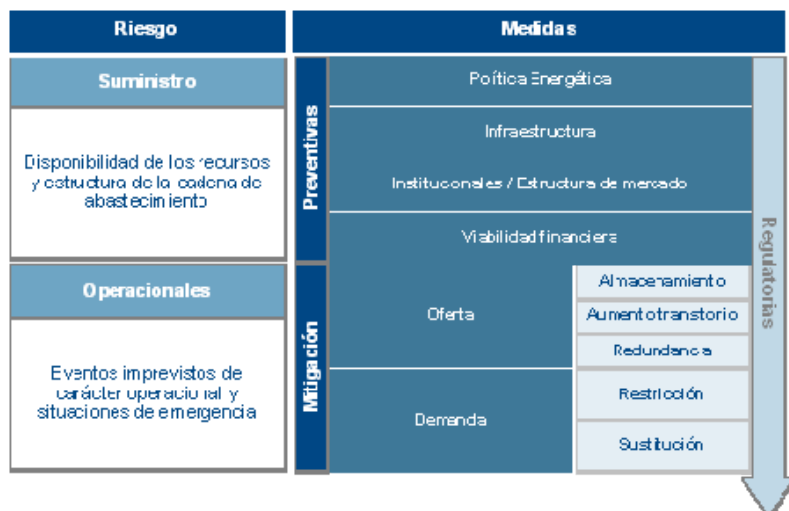 Riesgo
Medidas
Suministro
Disponibilidad de los recursos
y estructura de la cadena de
abastecimiento
Operacionales
Eventos imprevistos de
carácter operacional y
situaciones de emergencia
Preventivas
Política Energética
Infraestructura
Institucionales / Estructura de mercado
Viabilidad financiera
Mitigación
Oferta
Almacenamiento
Aumento transitorio
Redundancia
Demanda
Restricción
Sustitución
Regulatorias